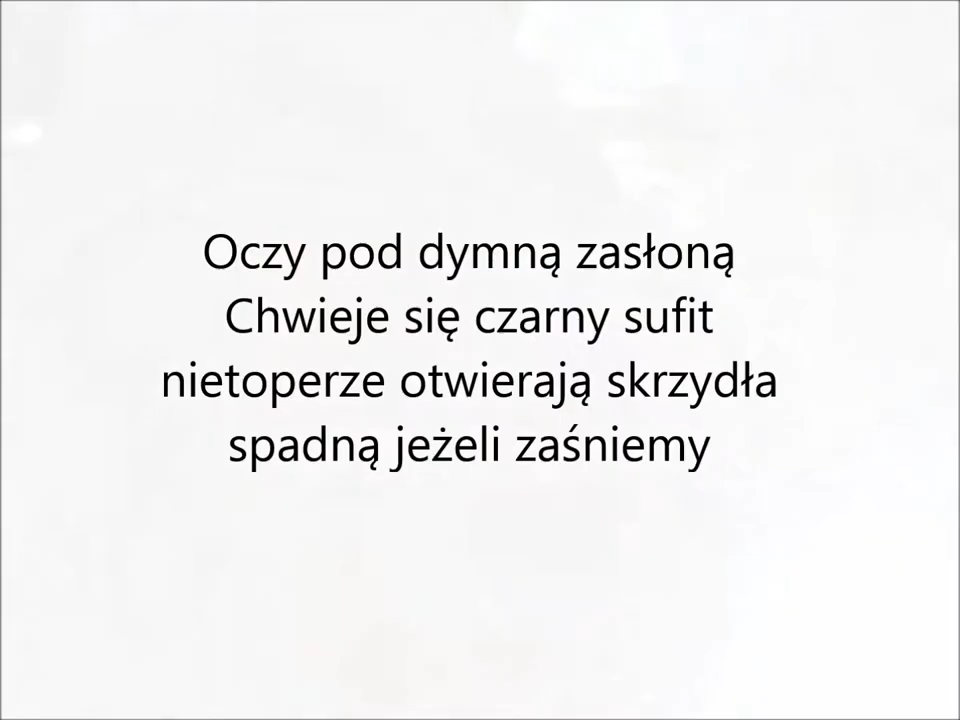 Oczy pod dymną zasłoną
Chwieje się czarny sufit
nietoperze otwierają skrzydła
spadną jeżeli zaśniemy